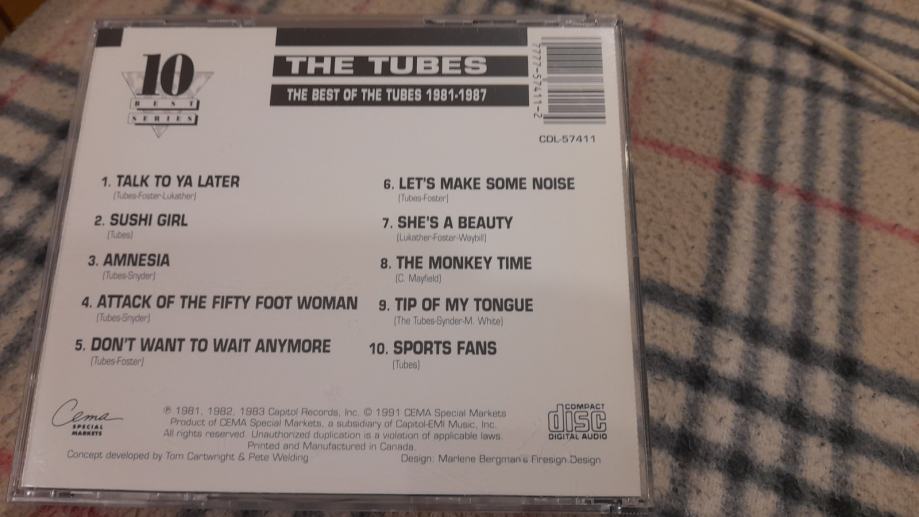 10
BEST
SERIES
THE TUBES
THE BEST OF THE TUBES 1981-1987
7777-57411-2
CDL-57411
1. TALK TO YA LATER
(Tubes-Foster-Lukather)
2. SUSHI GIRL
(Tubes)
3. AMNESIA
(Tubes-Snyder)
4. ATTACK OF THE FIFTY FOOT WOMAN
(Tubes-Snyder)
5. DON'T WANT TO WAIT ANYMORE
(Tubes-Foster)
6. LET'S MAKE SOME NOISE
(Tubes-Foster)
7. SHE'S A BEAUTY
(Lukather-Foster-Waybill)
8. THE MONKEY TIME
(C. Mayfield)
9. TIP OF MY TONGUE
(The Tubes-Synder-M. White)
10. SPORTS FANS
(Tubes)
Cema
SPECIAL
MARKETS
℗ 1981, 1982, 1983 Capitol Records, Inc. © 1991 CEMA Special Markets
Product of CEMA Special Markets, a subsidiary of Capitol-EMI Music, Inc.
All rights reserved. Unauthorized duplication is a violation of applicable laws.
Printed and Manufactured in Canada.
Concept developed by Tom Cartwright & Pete Welding
Design: Marlene Bergman's Firesign Design
COMPACT
disc
DIGITAL AUDIO